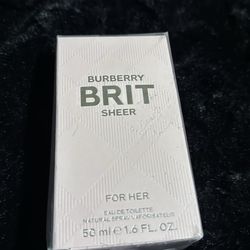 BURBERRY
BRIT
SHEER
FOR HER
EAU DE TOILETTE
NATURAL SPRAY VAPORISATEUR
50 ml ℮ 1.6 FL. OZ.